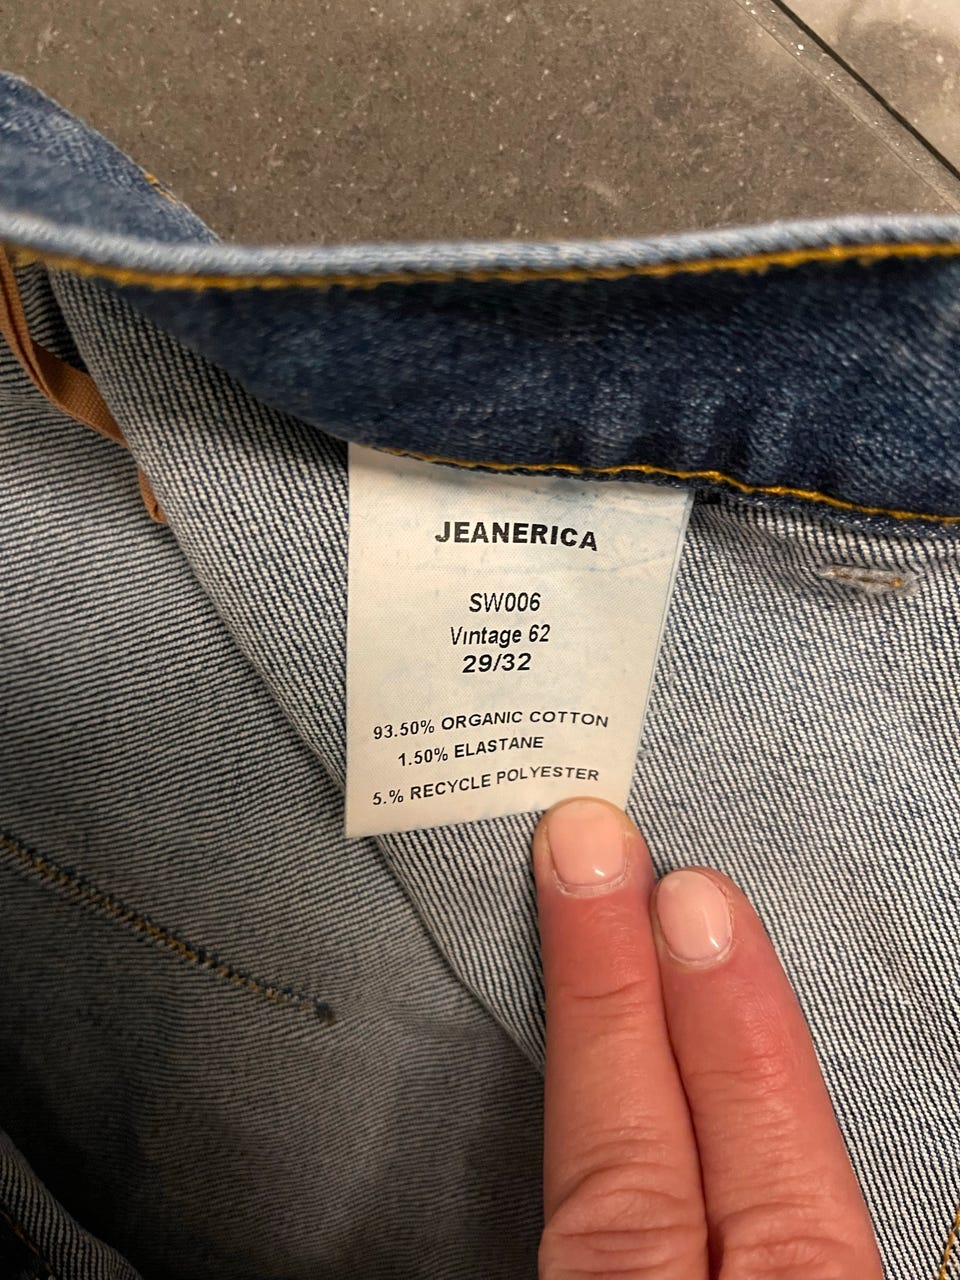 JEANERICA
SW006
Vintage 62
29/32
93.50% ORGANIC COTTON
1.50% ELASTANE
5.% RECYCLE POLYESTER